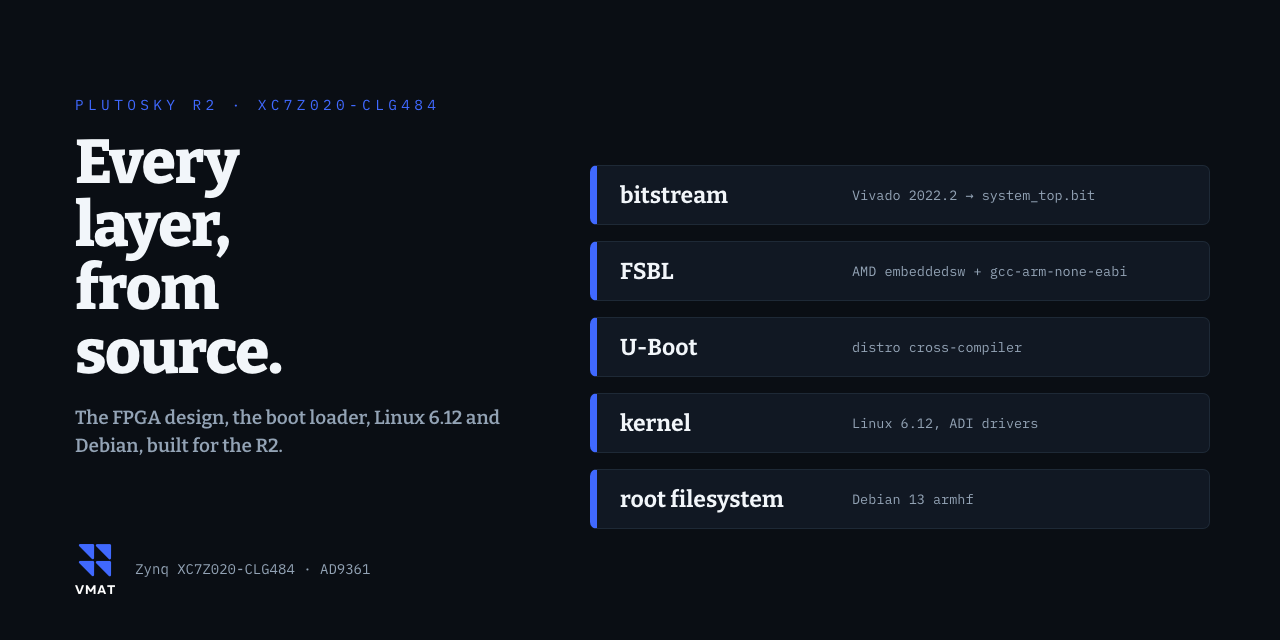 PLUTOSKY R2 · XC7Z020-CLG484
Every
layer,
from
source.
The FPGA design, the boot loader, Linux 6.12 and
Debian, built for the R2.
bitstream Vivado 2022.2 → system_top.bit
FSBL AMD embeddedsw + gcc-arm-none-eabi
U-Boot distro cross-compiler
kernel Linux 6.12, ADI drivers
root filesystem Debian 13 armhf
VMAT
Zynq XC7Z020-CLG484 · AD9361